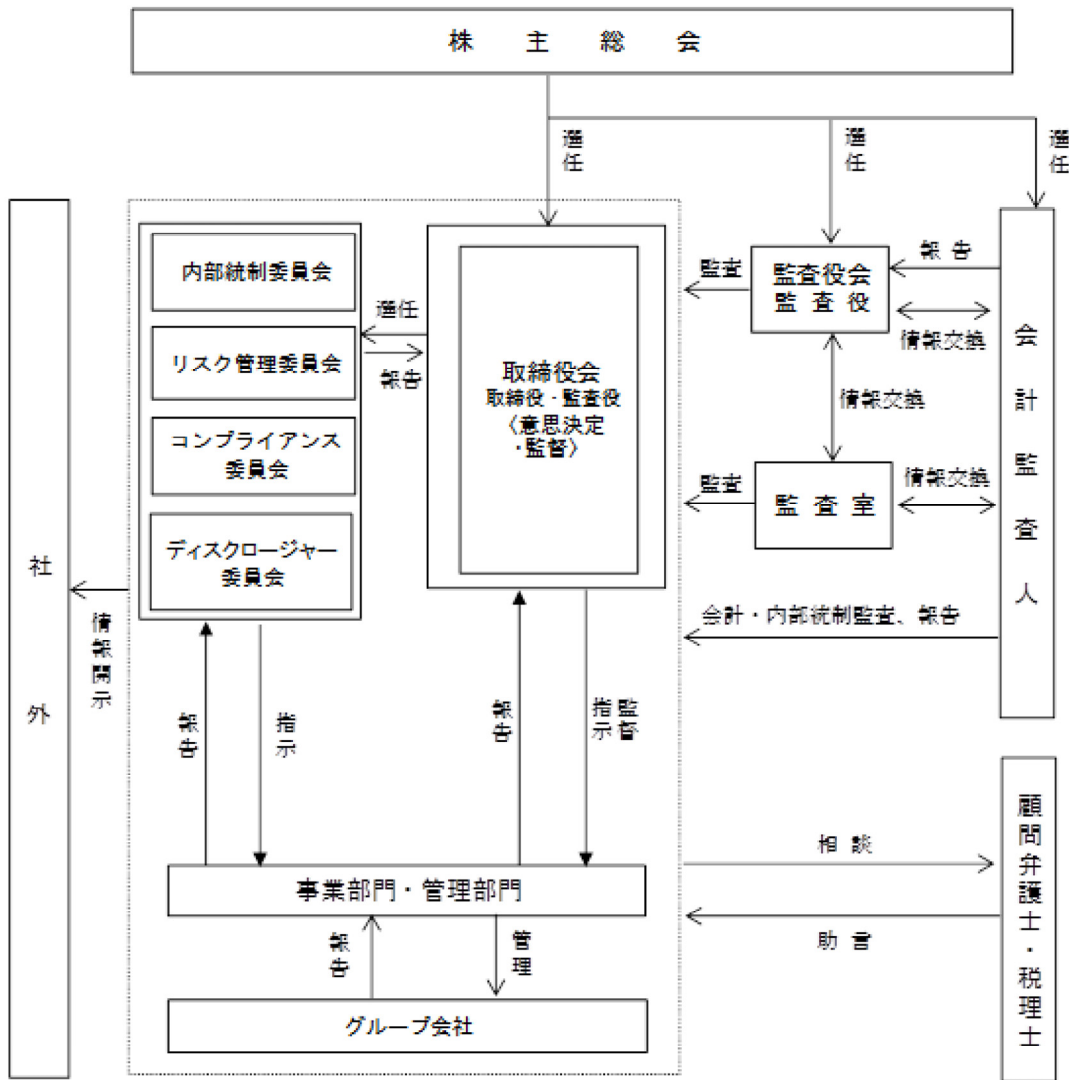 株主総会
選任
選任
選任
社外
内部統制委員会
リスク管理委員会
コンプライアンス
委員会
ディスクロージャー
委員会
選任
報告
取締役会
取締役・監査役
〈意思決定
・監督〉
監査
監査役会
監査役
報告
情報交換
情報交換
監査
監査室
情報交換
会計監査人
会計・内部統制監査、報告
情報開示
報告
指示
報告
指示
監督
事業部門・管理部門
報告
管理
グループ会社
相談
助言
顧問弁護士・税理士